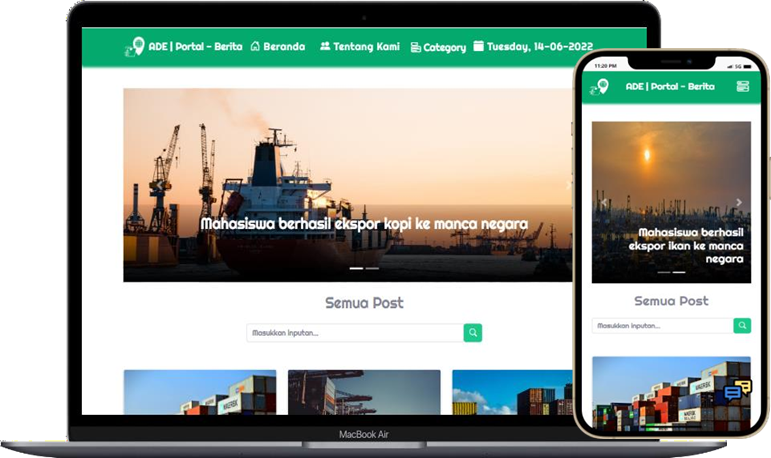 ADE | Portal - Berita Beranda Tentang Kami Category Tuesday, 14-06-2022
Mahasiswa berhasil ekspor kopi ke manca negara
Semua Post
Masukkan inputan...
MacBook Air
11:20 PM 5G
ADE | Portal - Berita
Mahasiswa berhasil
ekspor ikan ke manca
negara
Semua Post
Masukkan inputan...